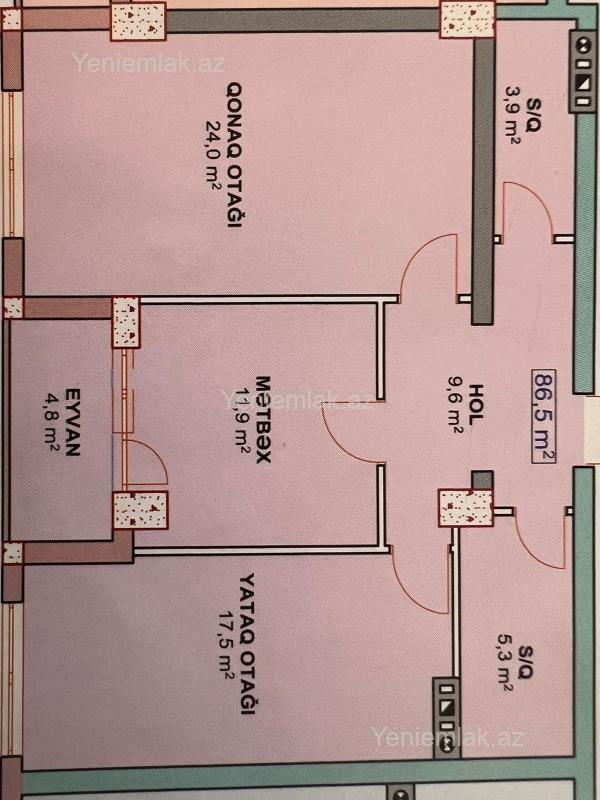 Yeniemlak.az
QONAQ OTAĞI
24,0 m²
S/Q
3,9 m²
HOL
9,6 m²
86,5 m²
MƏTBƏX
11,9 m²
Yeniemlak.az
EYVAN
4,8 m²
YATAQ OTAĞI
17,5 m²
S/Q
5,3 m²
Yeniemlak.az